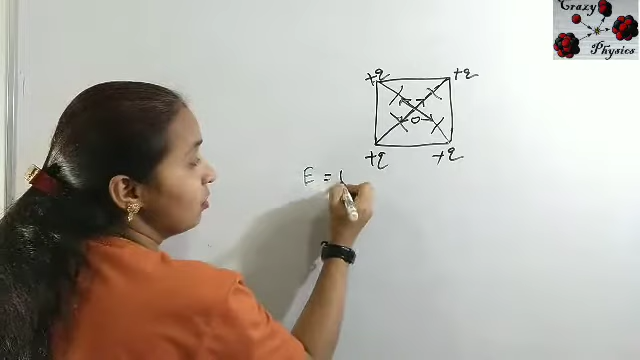 Crazy
Physics
+q +q
O
+q +q
E =